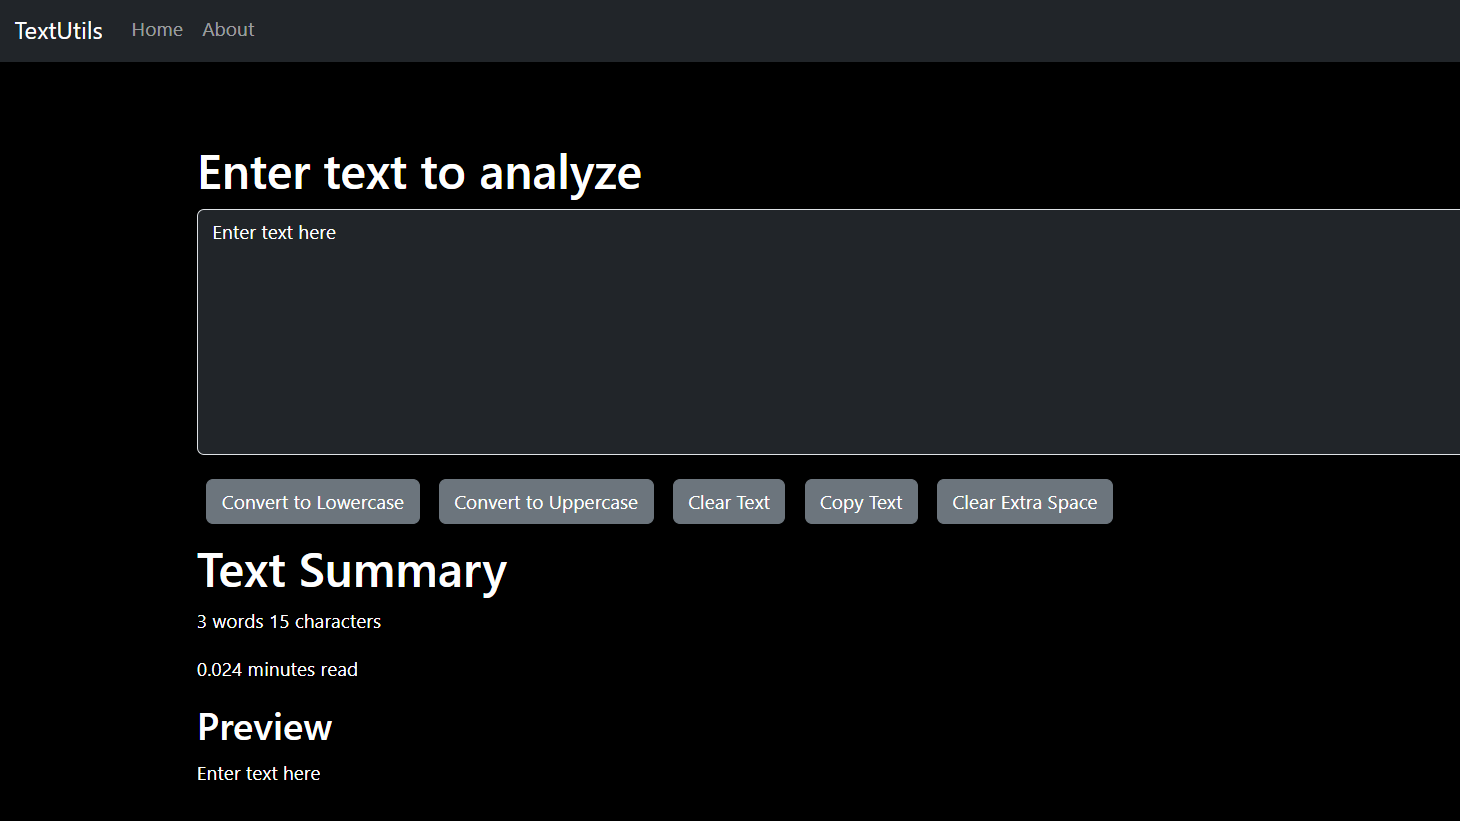 TextUtils Home About
Enter text to analyze
Enter text here
Convert to Lowercase Convert to Uppercase Clear Text Copy Text Clear Extra Space
Text Summary
3 words 15 characters
0.024 minutes read
Preview
Enter text here